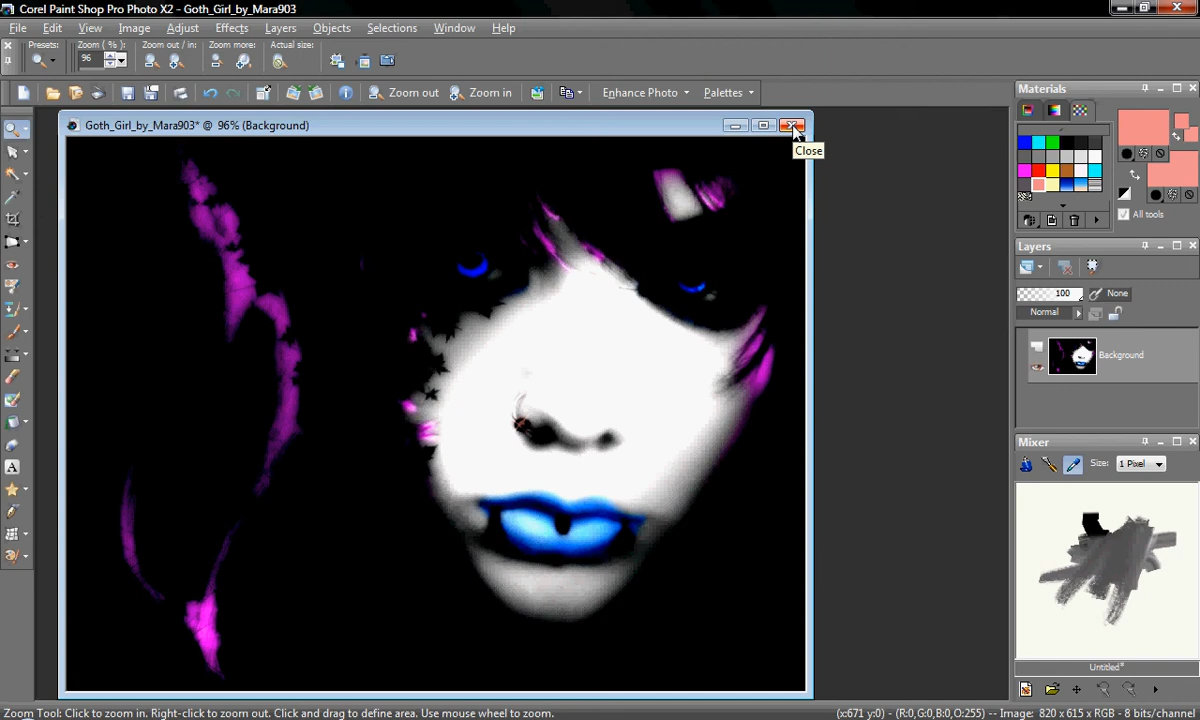 Corel Paint Shop Pro Photo X2 - Goth_Girl_by_Mara903
File Edit View Image Adjust Effects Layers Objects Selections Window Help
Presets: Zoom ( % ): Zoom out / in: Zoom more: Actual size:
96
Zoom out Zoom in Enhance Photo Palettes
Goth_Girl_by_Mara903* @ 96% (Background)
Close
Materials
All tools
Layers
100 None
Normal
Background
Mixer
Size: 1 Pixel
Untitled*
A
Zoom Tool: Click to zoom in. Right-click to zoom out. Click and drag to define area. Use mouse wheel to zoom.
(x:671 y:0) - (R:0,G:0,B:0,O:255) -- Image: 820 x 615 x RGB - 8 bits/channel